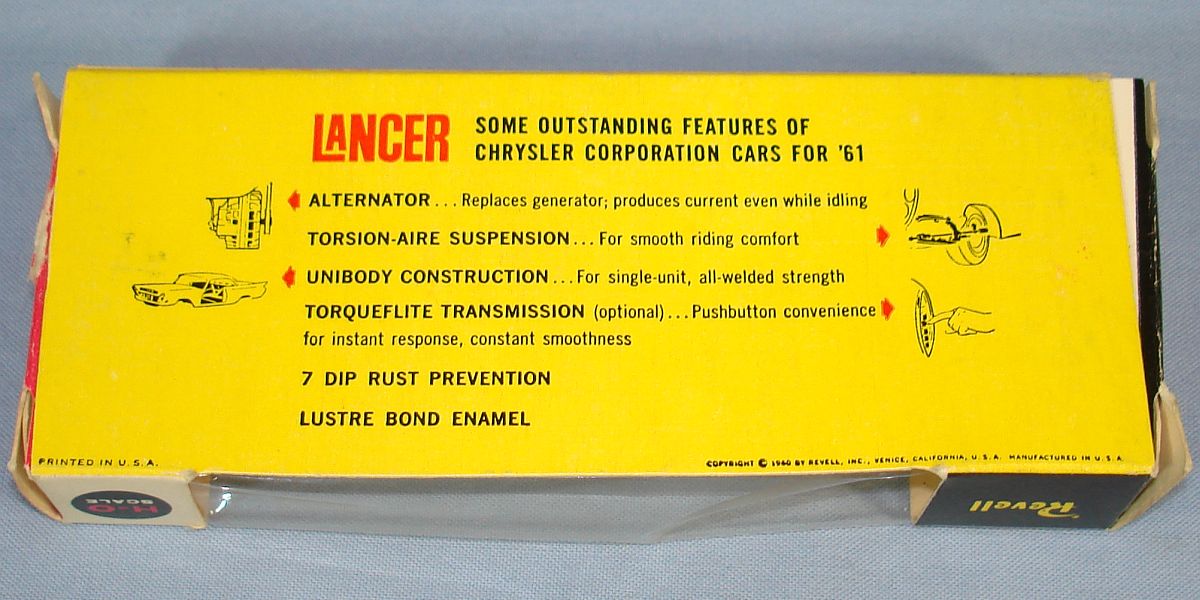 LANCER SOME OUTSTANDING FEATURES OF
CHRYSLER CORPORATION CARS FOR '61
ALTERNATOR... Replaces generator; produces current even while idling
TORSION-AIRE SUSPENSION... For smooth riding comfort
UNIBODY CONSTRUCTION... For single-unit, all-welded strength
TORQUEFLITE TRANSMISSION (optional)... Pushbutton convenience
for instant response, constant smoothness
7 DIP RUST PREVENTION
LUSTRE BOND ENAMEL
PRINTED IN U.S.A.
COPYRIGHT © 1960 BY REVELL, INC., VENICE, CALIFORNIA, U.S.A. MANUFACTURED IN U.S.A.
H-O
SCALE
Revell